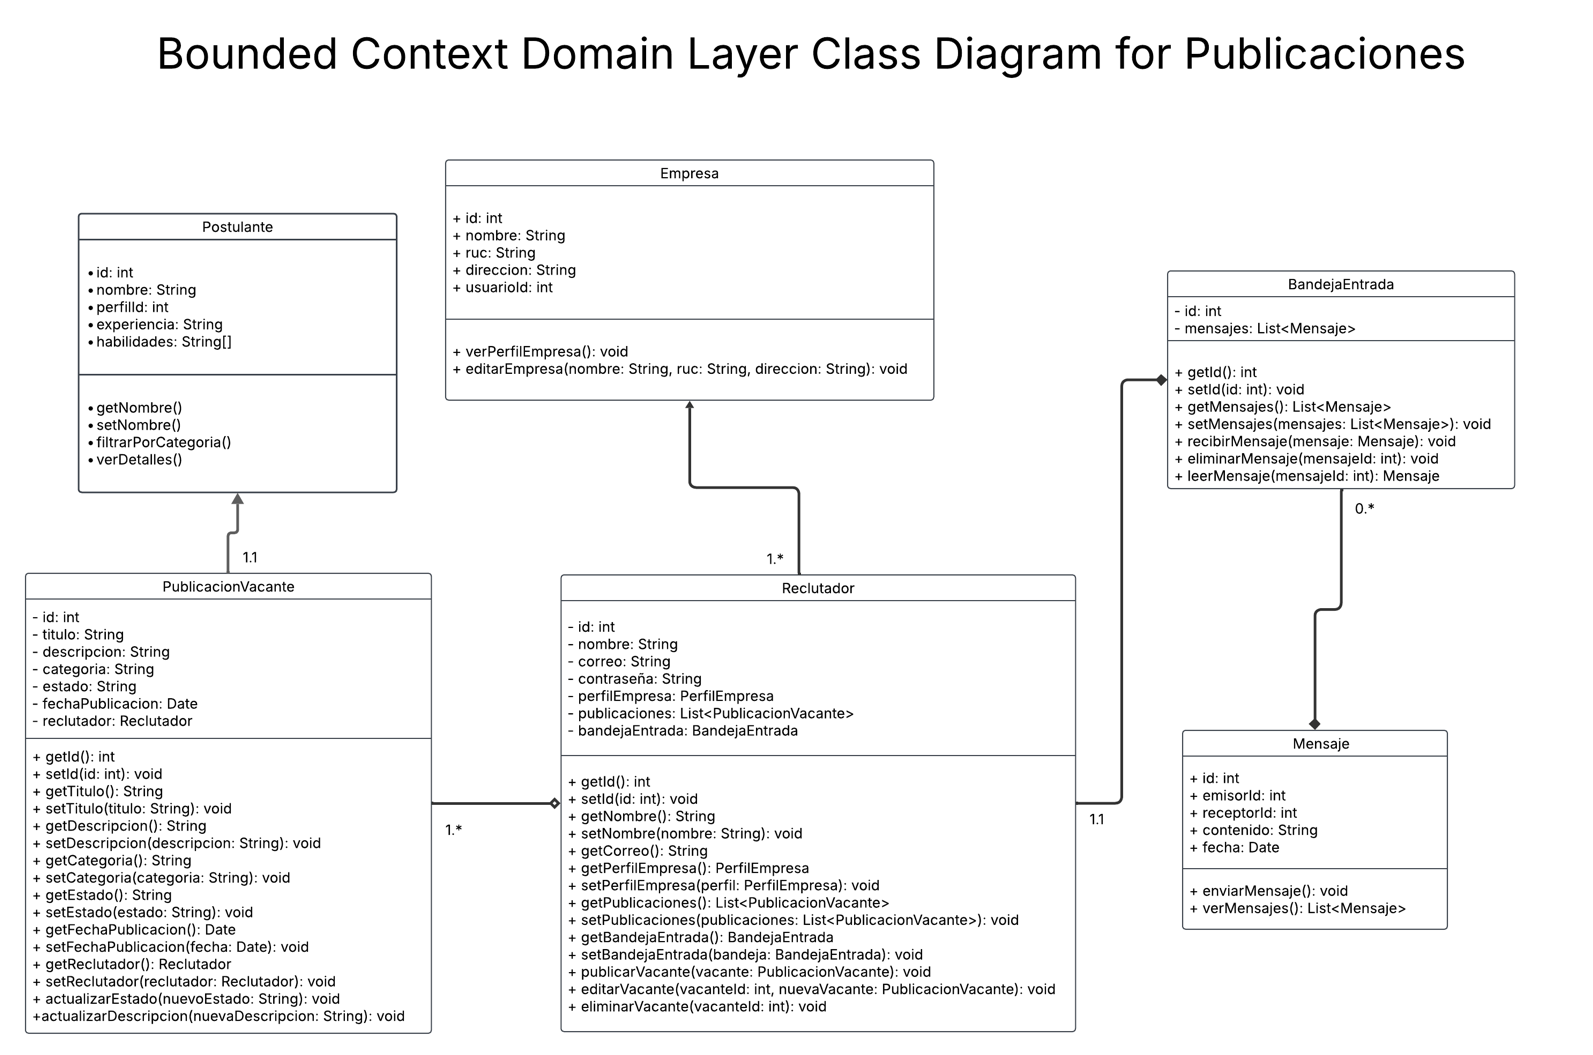 Bounded Context Domain Layer Class Diagram for Publicaciones
Empresa
+ id: int
+ nombre: String
+ ruc: String
+ direccion: String
+ usuarioId: int
+ verPerfilEmpresa(): void
+ editarEmpresa(nombre: String, ruc: String, direccion: String): void
Postulante
• id: int
• nombre: String
• perfilId: int
• experiencia: String
• habilidades: String[]
• getNombre()
• setNombre()
• filtrarPorCategoria()
• verDetalles()
BandejaEntrada
- id: int
- mensajes: List<Mensaje>
+ getId(): int
+ setId(id: int): void
+ getMensajes(): List<Mensaje>
+ setMensajes(mensajes: List<Mensaje>): void
+ recibirMensaje(mensaje: Mensaje): void
+ eliminarMensaje(mensajeId: int): void
+ leerMensaje(mensajeId: int): Mensaje
0.*
1.1
1.*
PublicacionVacante
- id: int
- titulo: String
- descripcion: String
- categoria: String
- estado: String
- fechaPublicacion: Date
- reclutador: Reclutador
+ getId(): int
+ setId(id: int): void
+ getTitulo(): String
+ setTitulo(titulo: String): void
+ getDescripcion(): String
+ setDescripcion(descripcion: String): void
+ getCategoria(): String
+ setCategoria(categoria: String): void
+ getEstado(): String
+ setEstado(estado: String): void
+ getFechaPublicacion(): Date
+ setFechaPublicacion(fecha: Date): void
+ getReclutador(): Reclutador
+ setReclutador(reclutador: Reclutador): void
+ actualizarEstado(nuevoEstado: String): void
+actualizarDescripcion(nuevaDescripcion: String): void
1.*
Reclutador
- id: int
- nombre: String
- correo: String
- contraseña: String
- perfilEmpresa: PerfilEmpresa
- publicaciones: List<PublicacionVacante>
- bandejaEntrada: BandejaEntrada
+ getId(): int
+ setId(id: int): void
+ getNombre(): String
+ setNombre(nombre: String): void
+ getCorreo(): String
+ getPerfilEmpresa(): PerfilEmpresa
+ setPerfilEmpresa(perfil: PerfilEmpresa): void
+ getPublicaciones(): List<PublicacionVacante>
+ setPublicaciones(publicaciones: List<PublicacionVacante>): void
+ getBandejaEntrada(): BandejaEntrada
+ setBandejaEntrada(bandeja: BandejaEntrada): void
+ publicarVacante(vacante: PublicacionVacante): void
+ editarVacante(vacanteId: int, nuevaVacante: PublicacionVacante): void
+ eliminarVacante(vacanteId: int): void
1.1
Mensaje
+ id: int
+ emisorId: int
+ receptorId: int
+ contenido: String
+ fecha: Date
+ enviarMensaje(): void
+ verMensajes(): List<Mensaje>